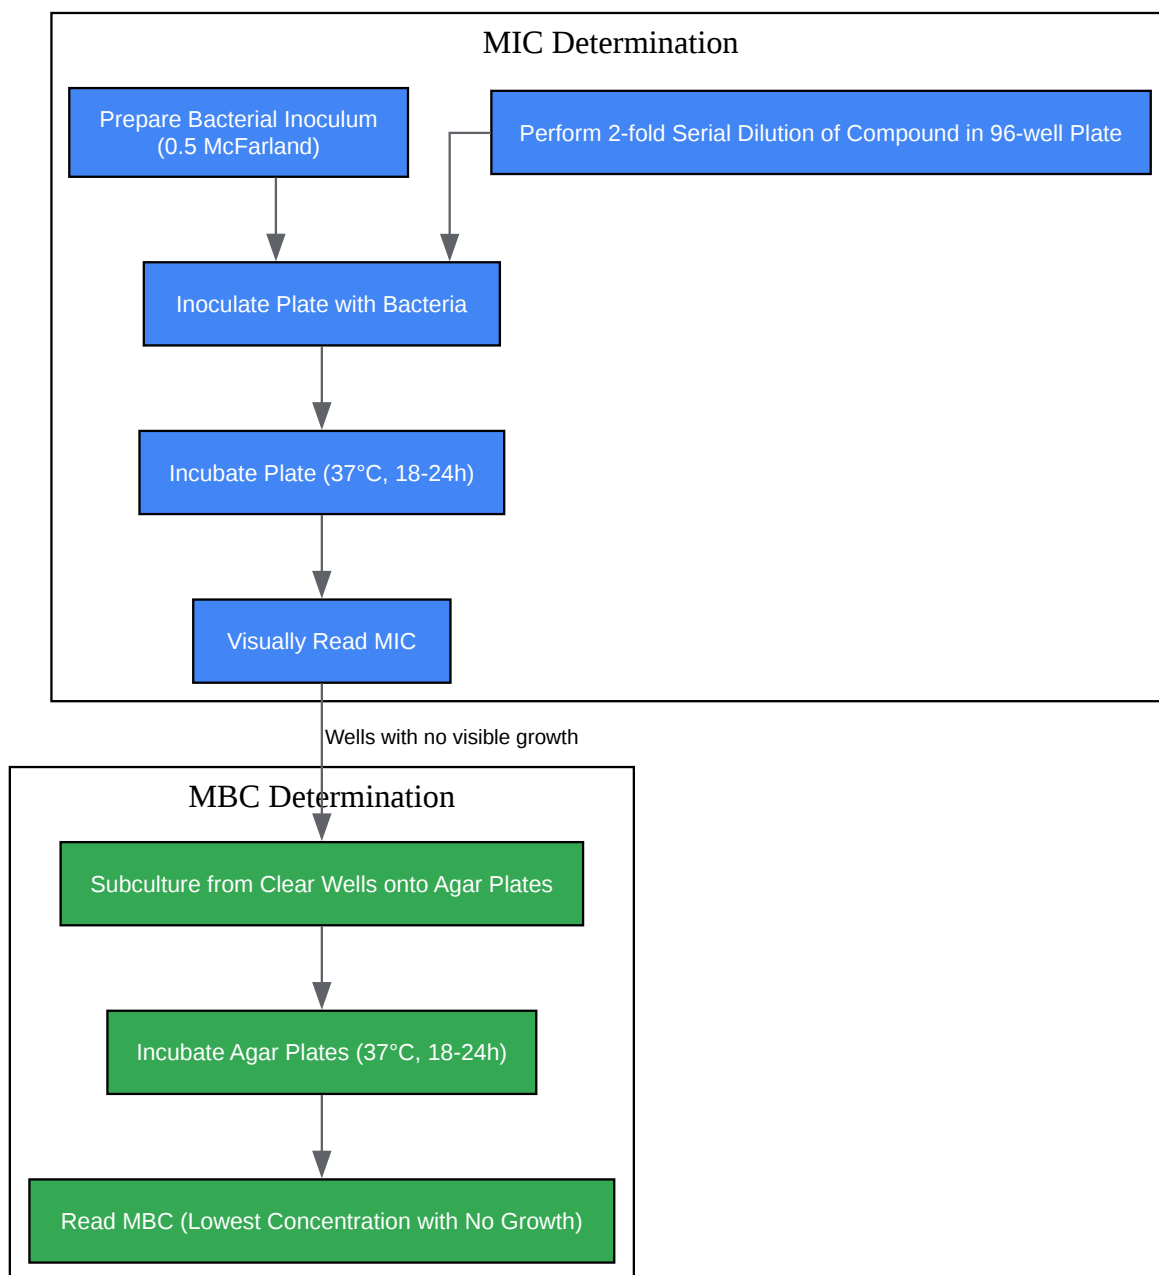 MIC Determination
Prepare Bacterial Inoculum
(0.5 McFarland)
Perform 2-fold Serial Dilution of Compound in 96-well Plate
Inoculate Plate with Bacteria
Incubate Plate (37°C, 18-24h)
Visually Read MIC
Wells with no visible growth
MBC Determination
Subculture from Clear Wells onto Agar Plates
Incubate Agar Plates (37°C, 18-24h)
Read MBC (Lowest Concentration with No Growth)